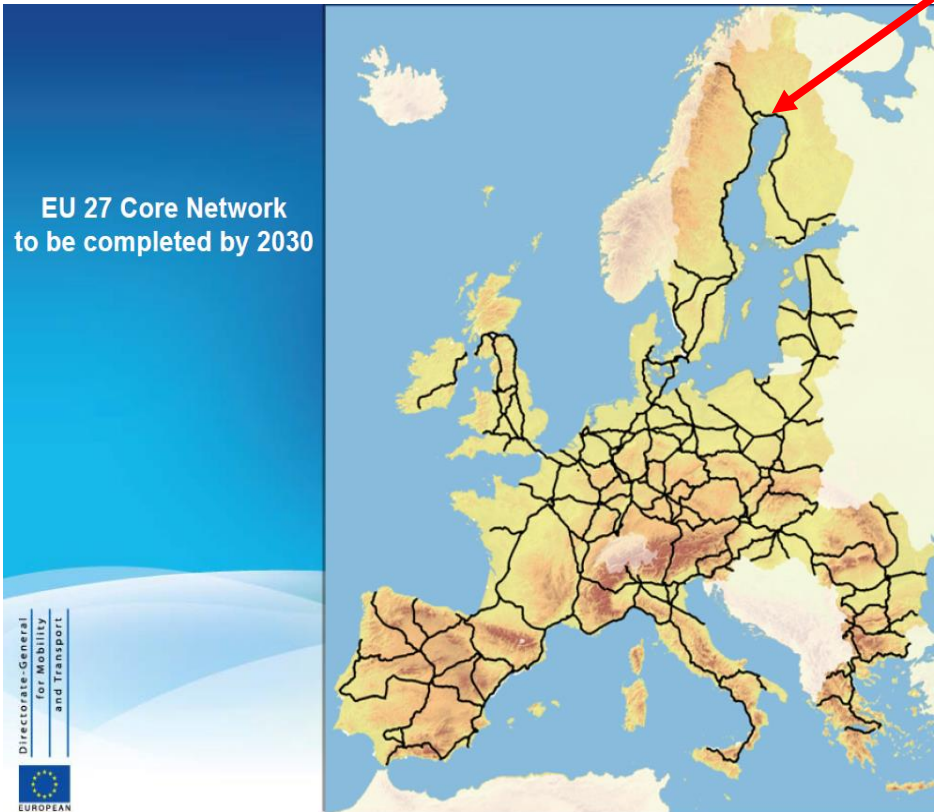 EU 27 Core Network
to be completed by 2030
Directorate-General
for Mobility
and Transport
EUROPEAN